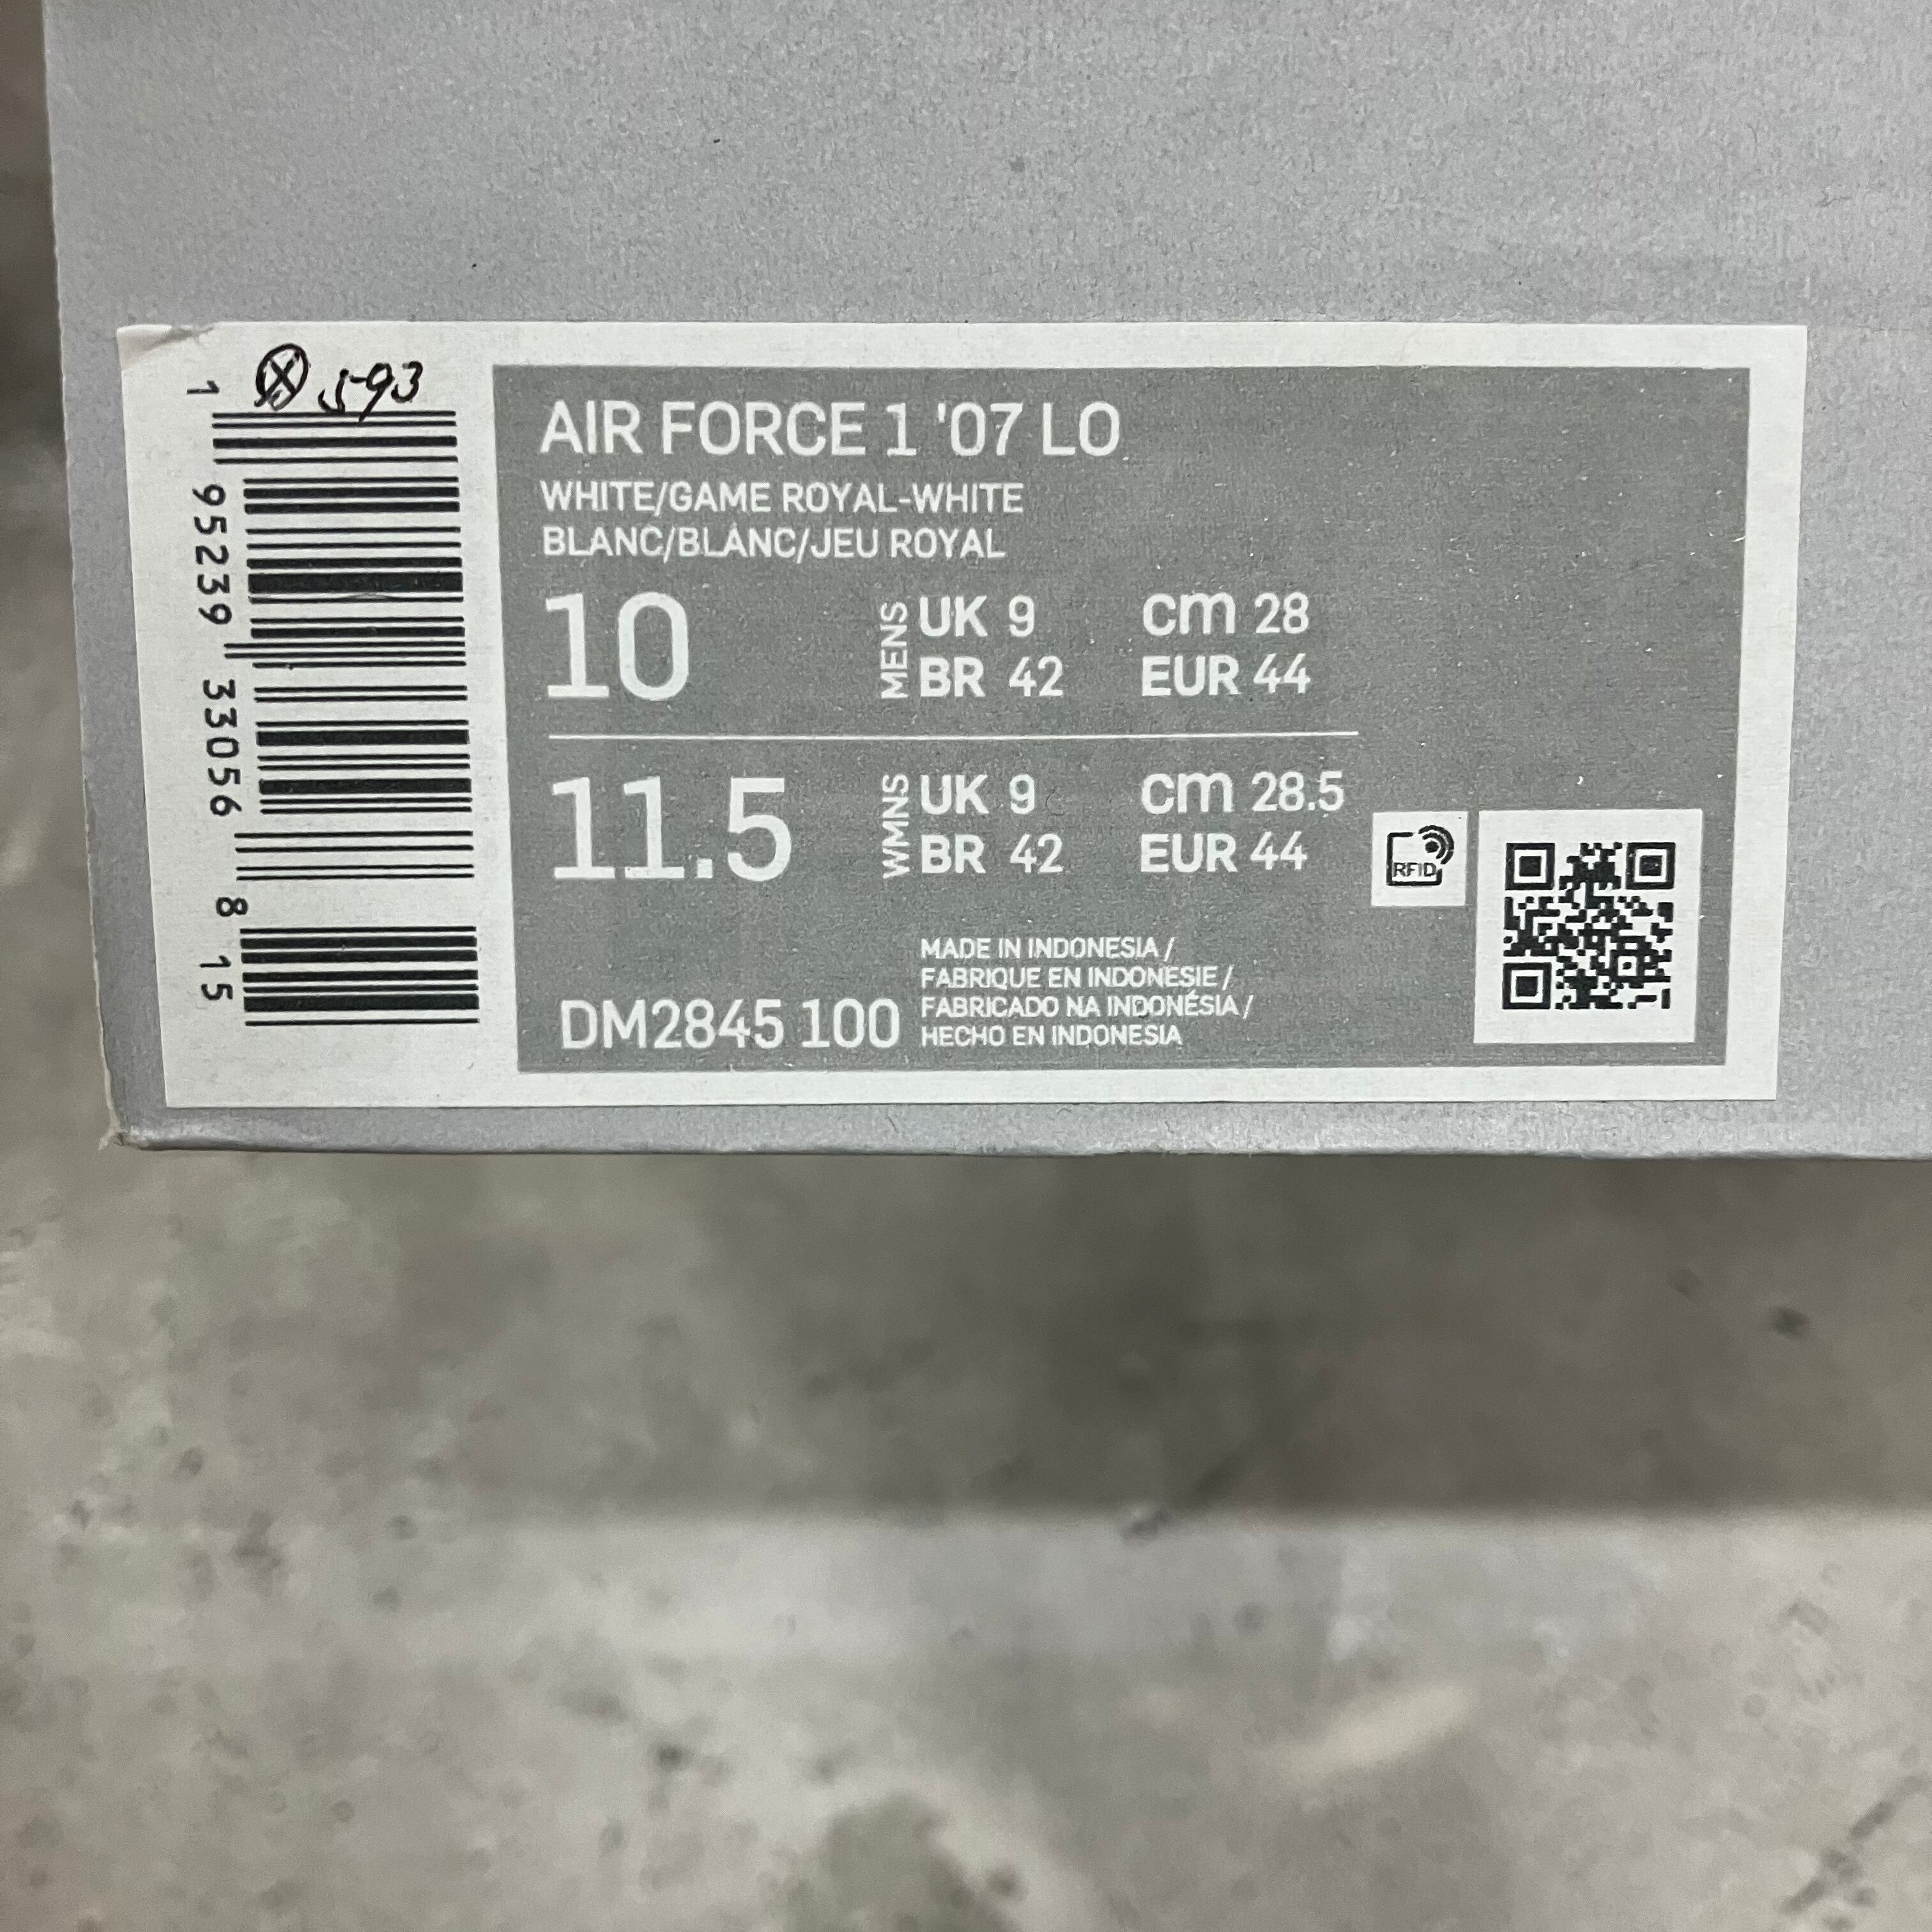 593
1 95239 33056 8 15
AIR FORCE 1 '07 LO
WHITE/GAME ROYAL-WHITE
BLANC/BLANC/JEU ROYAL
10 MENS UK 9 cm 28
BR 42 EUR 44
11.5 WMNS UK 9 cm 28.5
BR 42 EUR 44
RFID
MADE IN INDONESIA /
FABRIQUE EN INDONESIE /
FABRICADO NA INDONÉSIA /
HECHO EN INDONESIA
DM2845 100